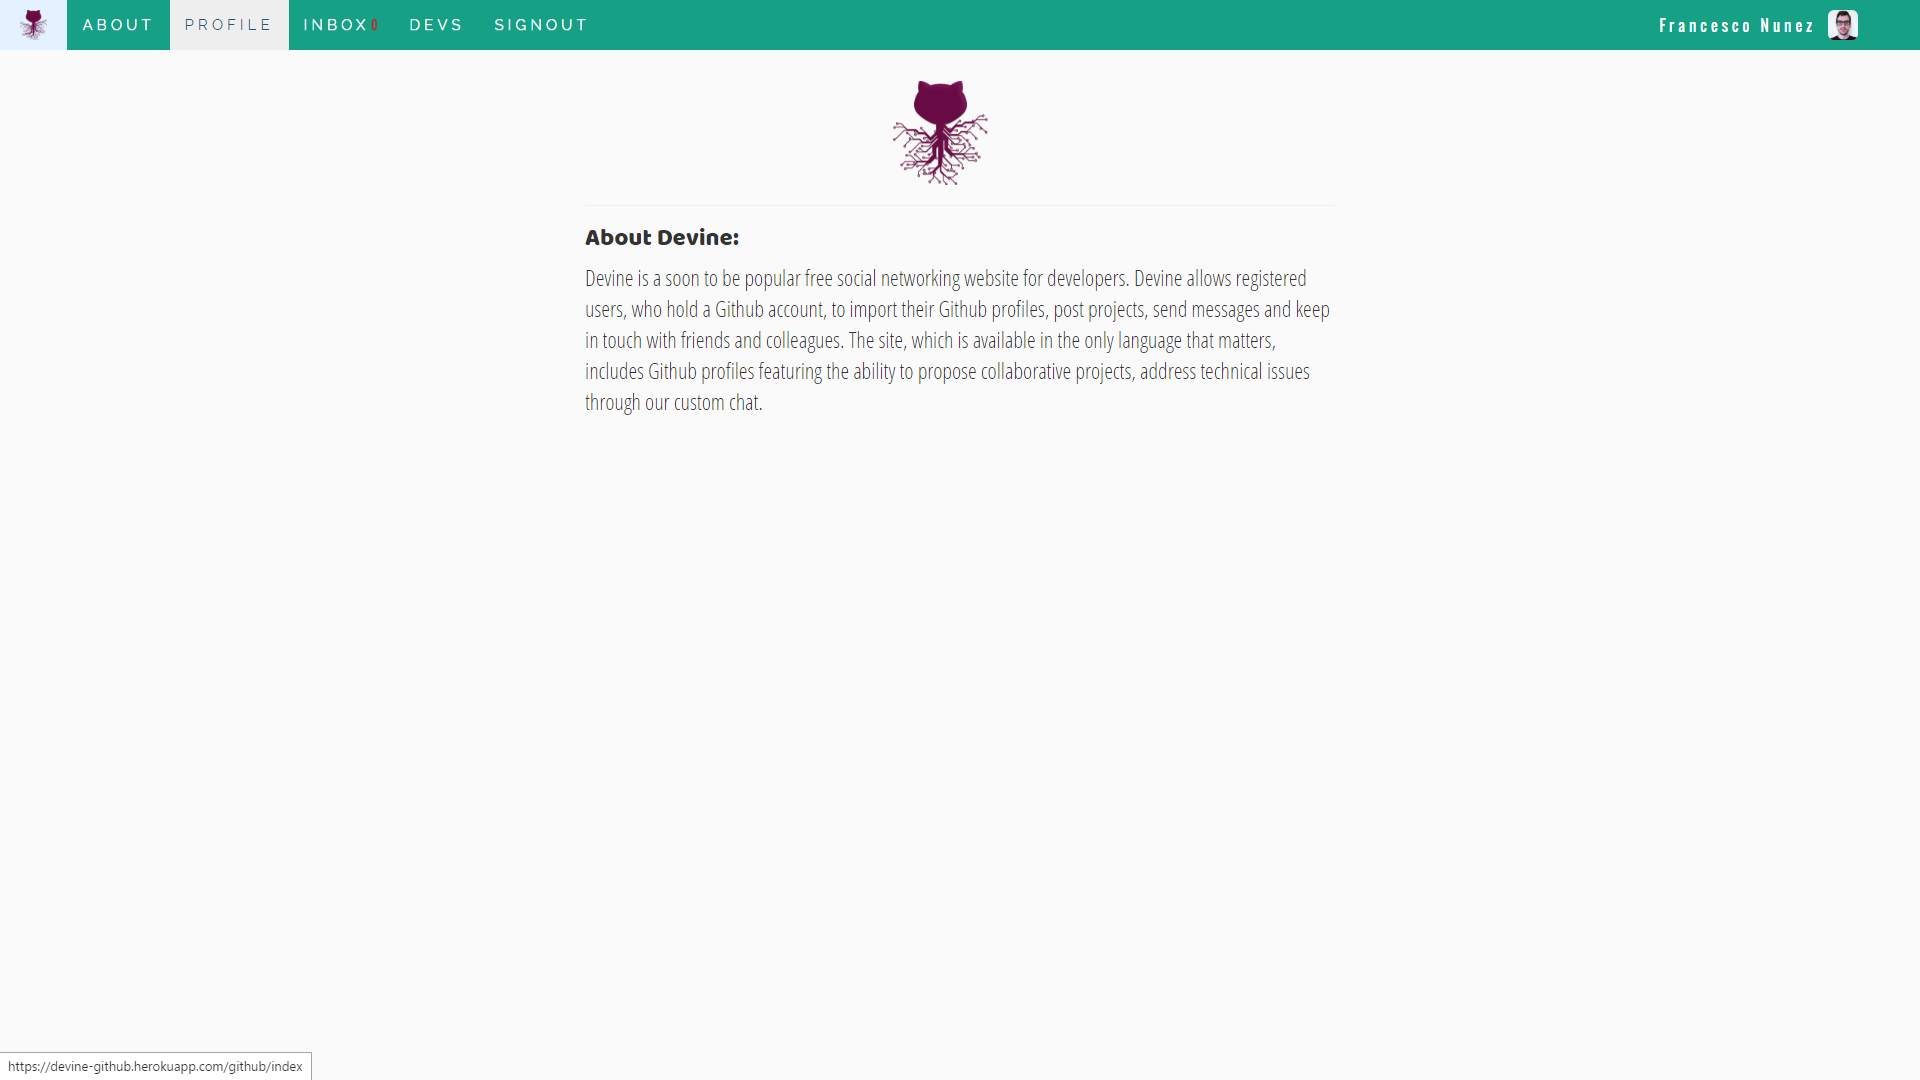 ABOUT PROFILE INBOX 0 DEVS SIGNOUT Francesco Nunez
About Devine:
Devine is a soon to be popular free social networking website for developers. Devine allows registered
users, who hold a Github account, to import their Github profiles, post projects, send messages and keep
in touch with friends and colleagues. The site, which is available in the only language that matters,
includes Github profiles featuring the ability to propose collaborative projects, address technical issues
through our custom chat.
https://devine-github.herokuapp.com/github/index